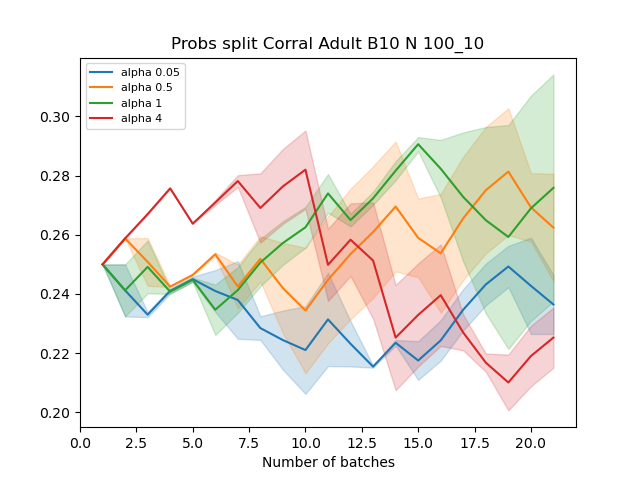 Probs split Corral Adult B10 N 100_10
alpha 0.05
alpha 0.5
alpha 1
alpha 4
0.30
0.28
0.26
0.24
0.22
0.20
0.0 2.5 5.0 7.5 10.0 12.5 15.0 17.5 20.0
Number of batches